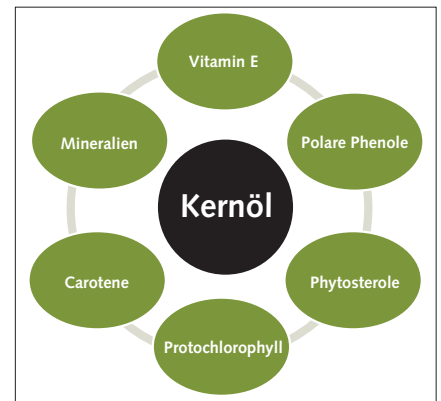 Vitamin E
Mineralien
Polare Phenole
Kernöl
Carotene
Phytosterole
Protochlorophyll